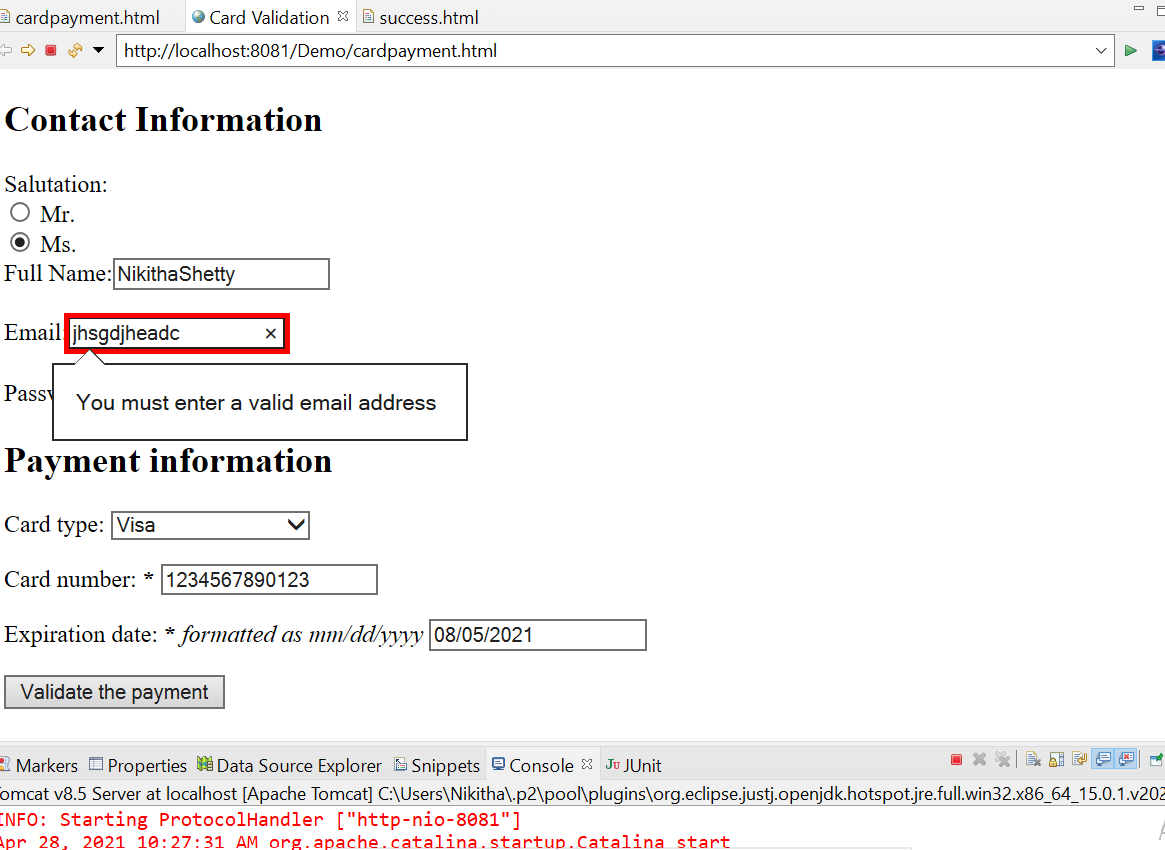 cardpayment.html Card Validation success.html
http://localhost:8081/Demo/cardpayment.html
Contact Information
Salutation:
Mr.
Ms.
Full Name: NikithaShetty
Email: jhsgdjheadc
You must enter a valid email address
Payment information
Card type: Visa
Card number: * 1234567890123
Expiration date: * formatted as mm/dd/yyyy 08/05/2021
Validate the payment
Markers Properties Data Source Explorer Snippets Console JUnit
v8.5 Server at localhost [Apache Tomcat] C:\Users\Nikitha\.p2\pool\plugins\org.eclipse.justj.openjdk.hotspot.jre.full.win32.x86_64_15.0.1.v202
INFO: Starting ProtocolHandler ["http-nio-8081"]
Apr 28, 2021 10:27:31 AM org.apache.catalina.startup.Catalina start